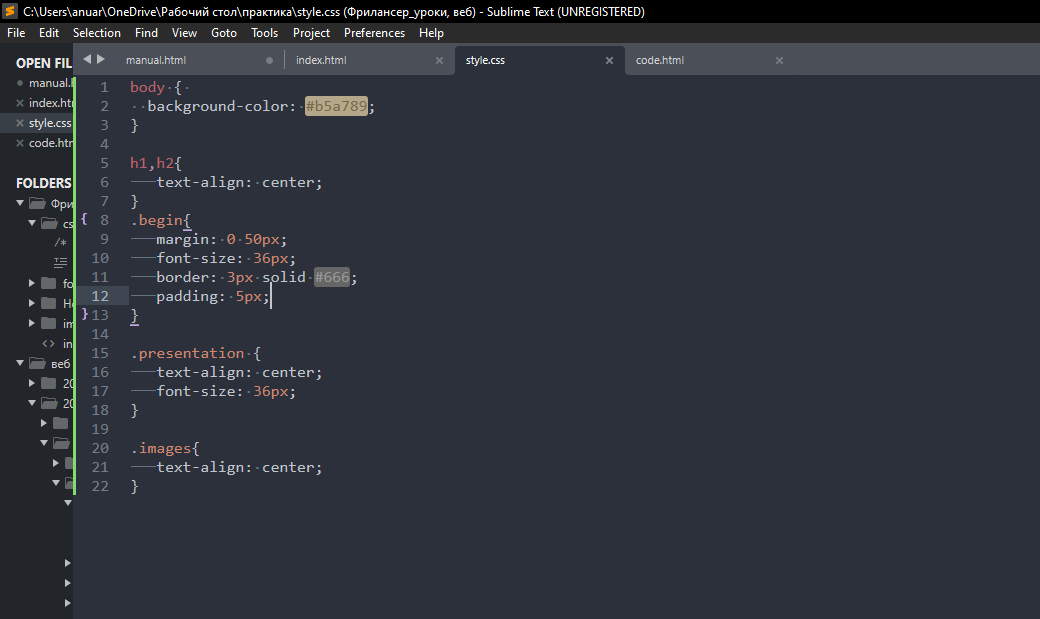 C:\Users\anuar\OneDrive\Рабочий стол\практика\style.css (Фрилансер_уроки, веб) - Sublime Text (UNREGISTERED)
File Edit Selection Find View Goto Tools Project Preferences Help
OPEN FIL
manual.h
index.htm
style.css
code.htm
FOLDERS
Фри
cs
/*
fo
im
<> in
веб
20
20
manual.html index.html style.css code.html
1 body {
2 background-color: #b5a789;
3 }
4
5 h1,h2{
6 text-align: center;
7 }
{ 8 .begin{
9 margin: 0 50px;
10 font-size: 36px;
11 border: 3px solid #666;
12 padding: 5px;
} 13 }
14
15 .presentation {
16 text-align: center;
17 font-size: 36px;
18 }
19
20 .images{
21 text-align: center;
22 }